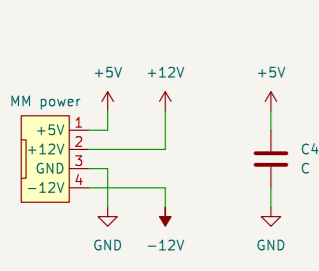 +5V +12V +5V
MM power
+5V 1
+12V 2
GND 3
-12V 4
C4
C
GND -12V GND